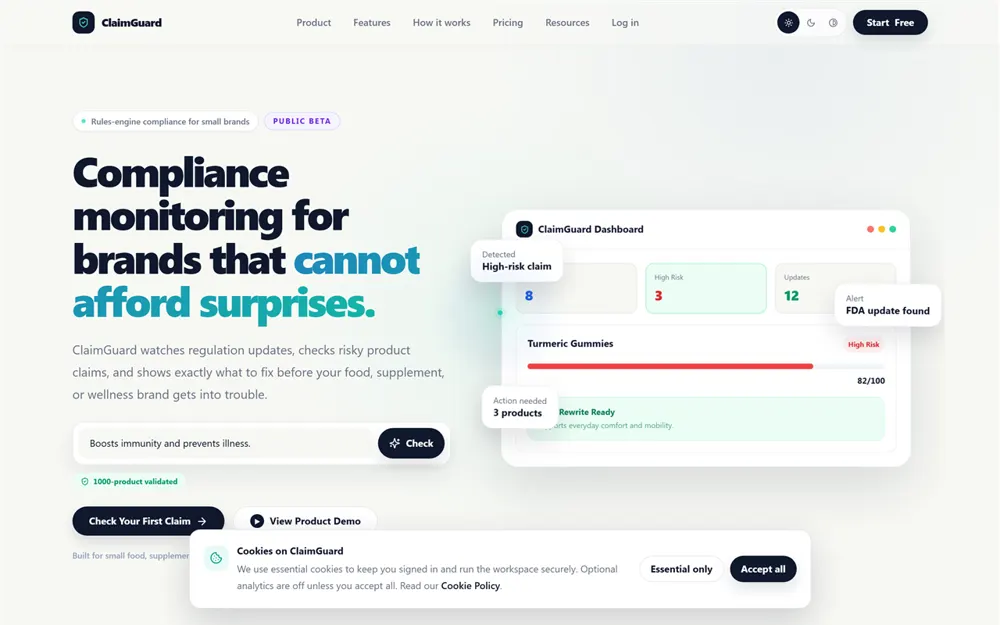 ClaimGuard
Product Features How it works Pricing Resources Log in
Start Free
Rules-engine compliance for small brands
PUBLIC BETA
Compliance
monitoring for
brands that cannot
afford surprises.
ClaimGuard watches regulation updates, checks risky product
claims, and shows exactly what to fix before your food, supplement,
or wellness brand gets into trouble.
Boosts immunity and prevents illness.
Check
1000-product validated
Check Your First Claim
View Product Demo
Built for small food,
ClaimGuard Dashboard
Detected
High-risk claim
8
High Risk
3
Updates
12
Alert
FDA update found
Turmeric Gummies
High Risk
82/100
Action needed
3 products
Rewrite Ready
everyday comfort and mobility.
Cookies on ClaimGuard
We use essential cookies to keep you signed in and run the workspace securely. Optional
analytics are off unless you accept all. Read our Cookie Policy.
Essential only
Accept all